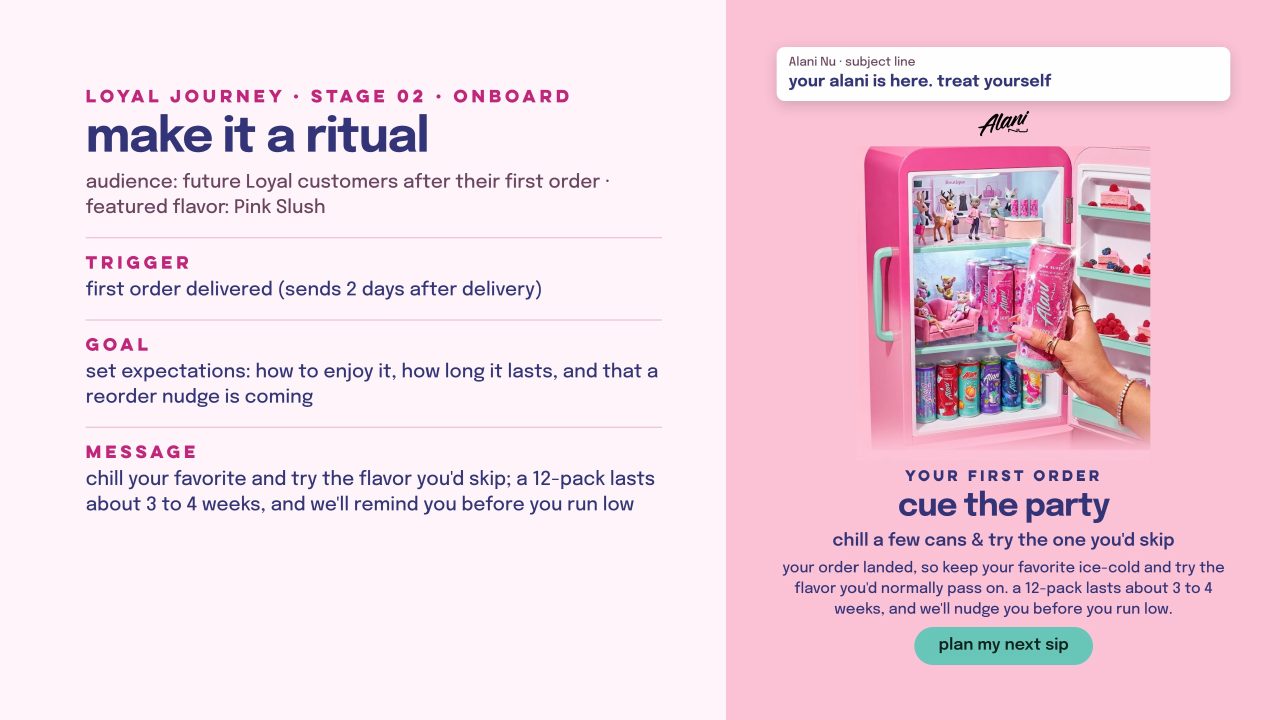 LOYAL JOURNEY · STAGE 02 · ONBOARD
make it a ritual
audience: future Loyal customers after their first order ·
featured flavor: Pink Slush
TRIGGER
first order delivered (sends 2 days after delivery)
GOAL
set expectations: how to enjoy it, how long it lasts, and that a
reorder nudge is coming
MESSAGE
chill your favorite and try the flavor you'd skip; a 12-pack lasts
about 3 to 4 weeks, and we'll remind you before you run low
Alani Nu · subject line
your alani is here. treat yourself
Alani
NU
Boutique
PINK SLUSH
Alani
Alani
Alani
YOUR FIRST ORDER
cue the party
chill a few cans & try the one you'd skip
your order landed, so keep your favorite ice-cold and try the
flavor you'd normally pass on. a 12-pack lasts about 3 to 4
weeks, and we'll nudge you before you run low.
plan my next sip